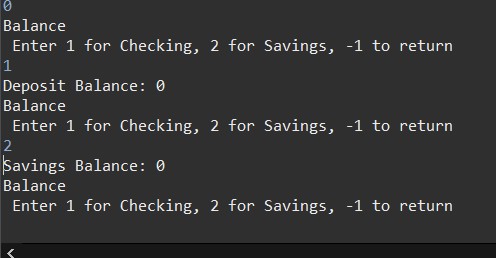 0
Balance
Enter 1 for Checking, 2 for Savings, -1 to return
1
Deposit Balance: 0
Balance
Enter 1 for Checking, 2 for Savings, -1 to return
2
Savings Balance: 0
Balance
Enter 1 for Checking, 2 for Savings, -1 to return